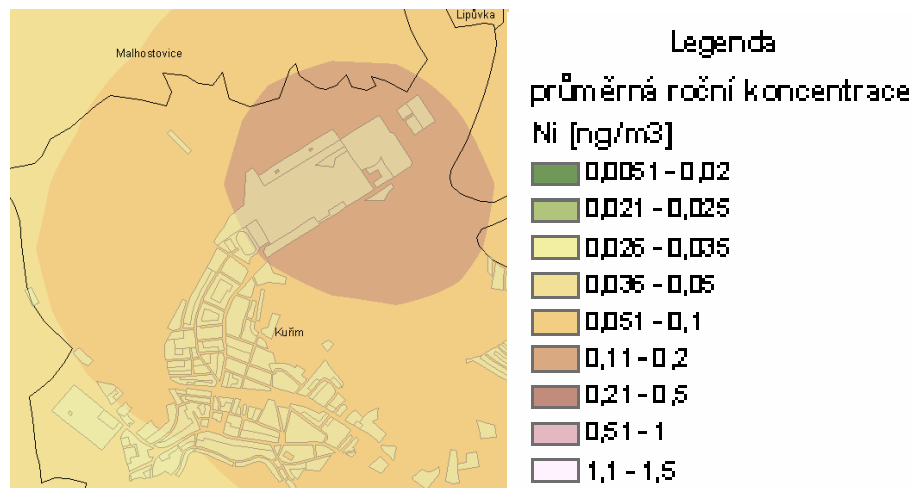 Lipůvka
Malhostovice
Kuřim
Legenda
průměrná roční koncentrace
Ni [ng/m3]
0,0051 - 0,02
0,021 - 0,025
0,026 - 0,035
0,036 - 0,05
0,051 - 0,1
0,11 - 0,2
0,21 - 0,5
0,51 - 1
1,1 - 1,5